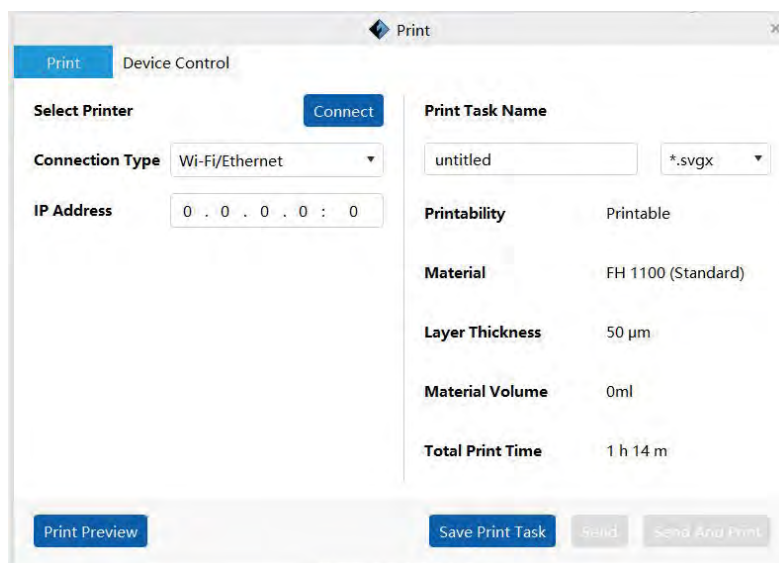 Print
Print Device Control
Select Printer Connect
Connection Type Wi-Fi/Ethernet
IP Address 0 . 0 . 0 . 0 : 0
Print Task Name
untitled *.svgx
Printability Printable
Material FH 1100 (Standard)
Layer Thickness 50 μm
Material Volume 0ml
Total Print Time 1 h 14 m
Print Preview Save Print Task Send Send And Print